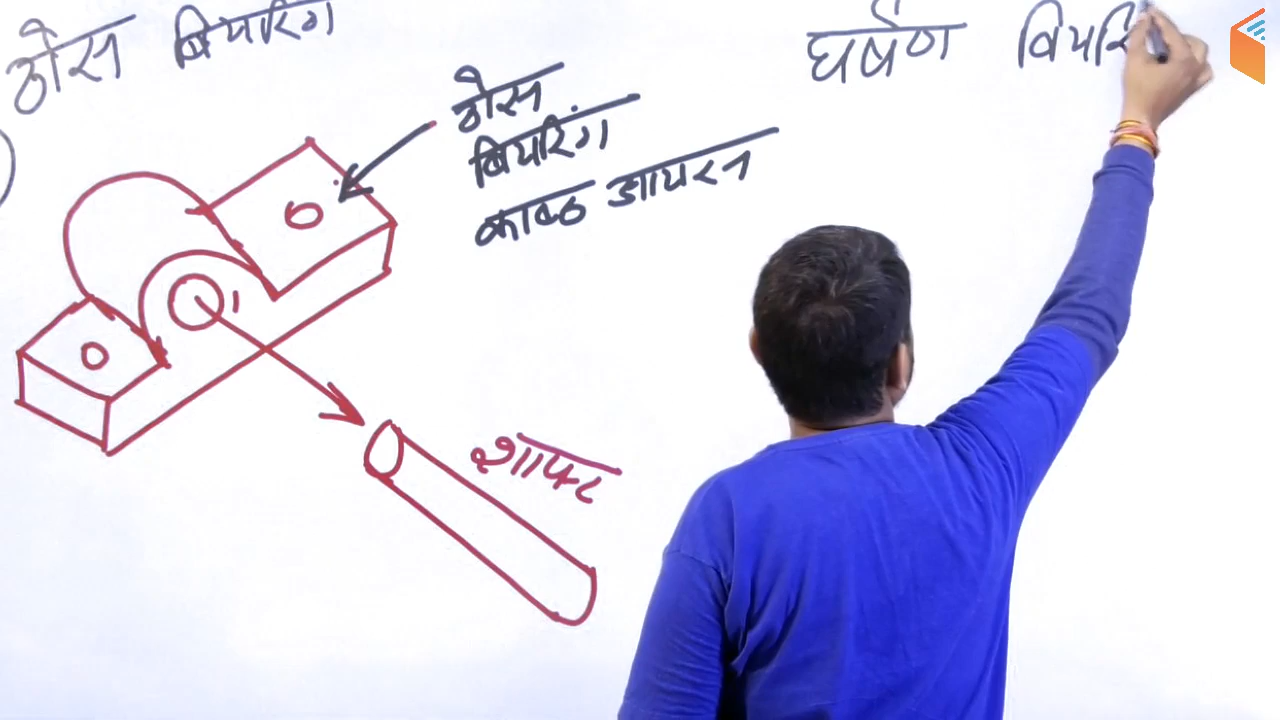 ठोस बियरिंग
घर्षण बियरि
ठोस
बियरिंग
कास्ट आयरन
शाफ्ट